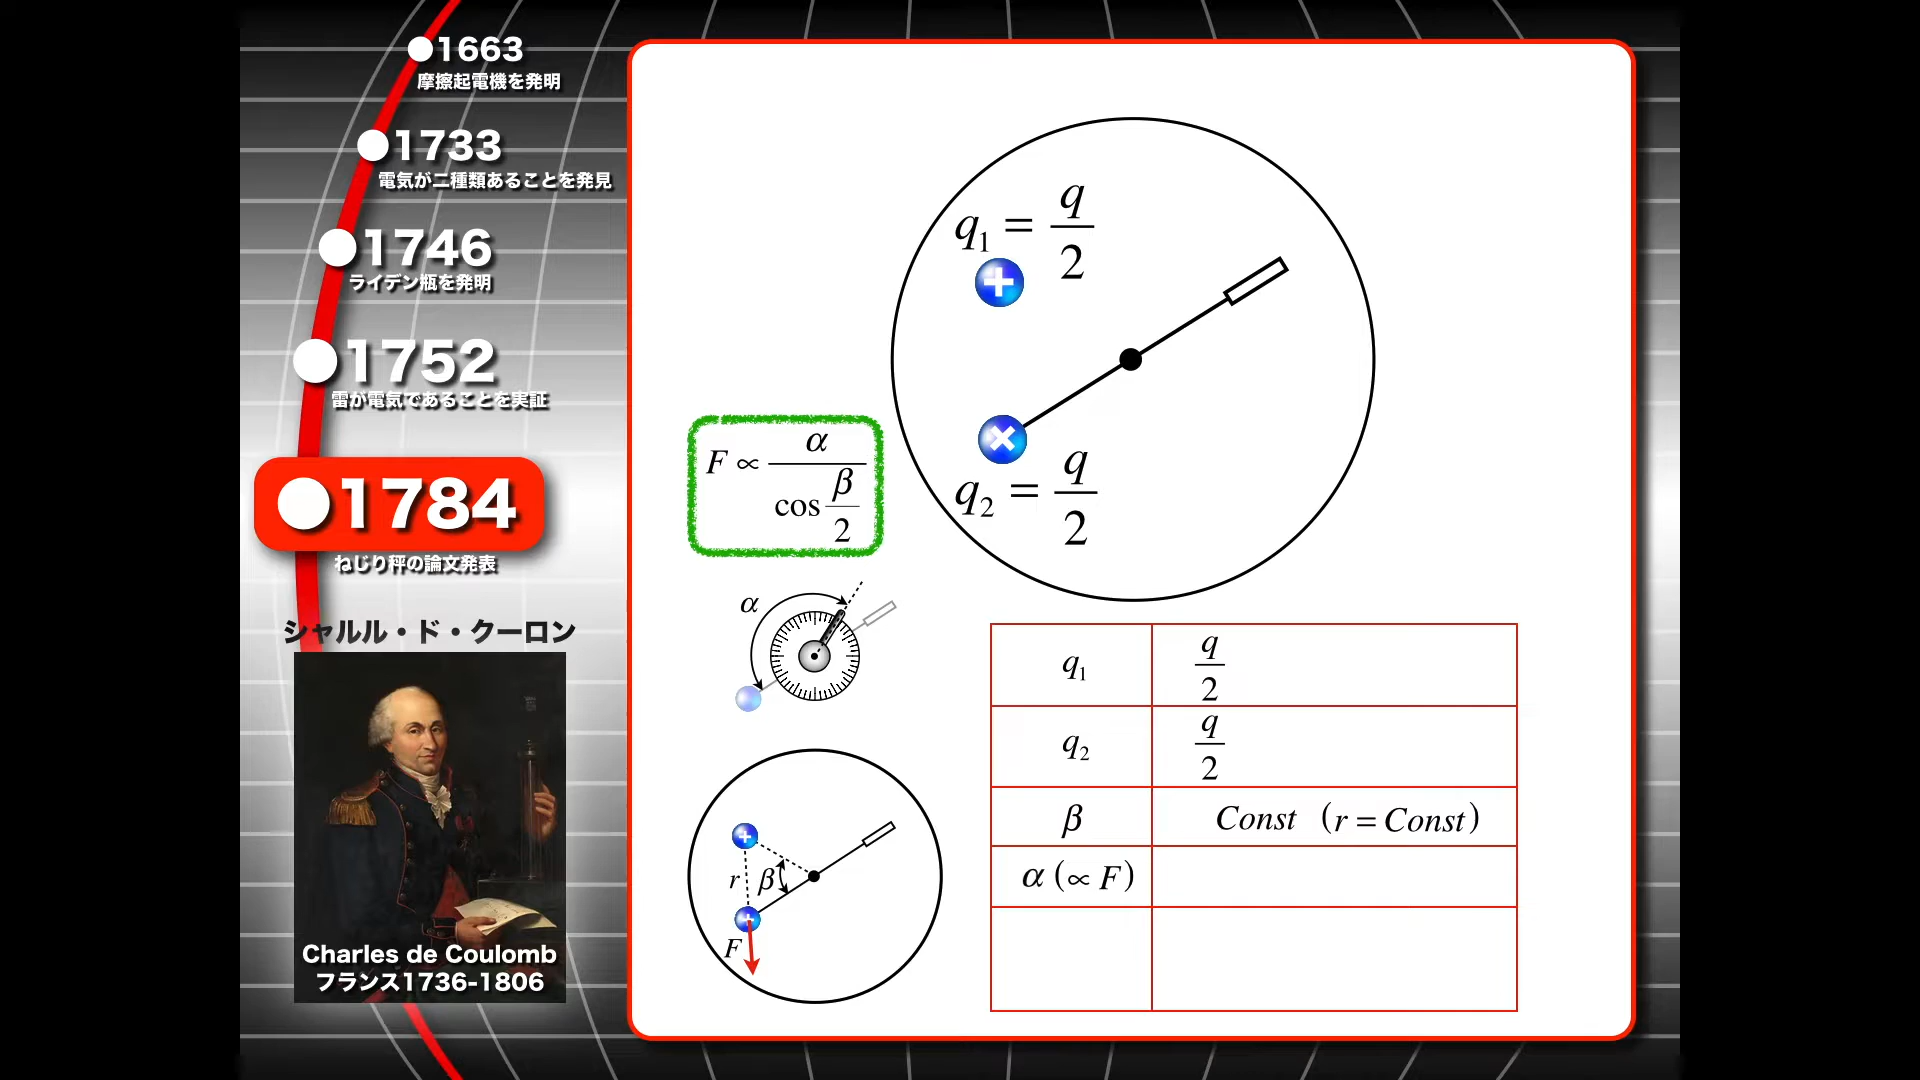 1663
摩擦起電機を発明
1733
電気が二種類あることを発見
1746
ライデン瓶を発明
1752
雷が電気であることを実証
1784
ねじり秤の論文発表
シャルル・ド・クーロン
Charles de Coulomb
フランス1736-1806
q₁ = q/2
q₂ = q/2
F ∝ α / cos β/2
α
r β
F
q₁ q/2
q₂ q/2
β Const (r = Const)
α (∝ F)